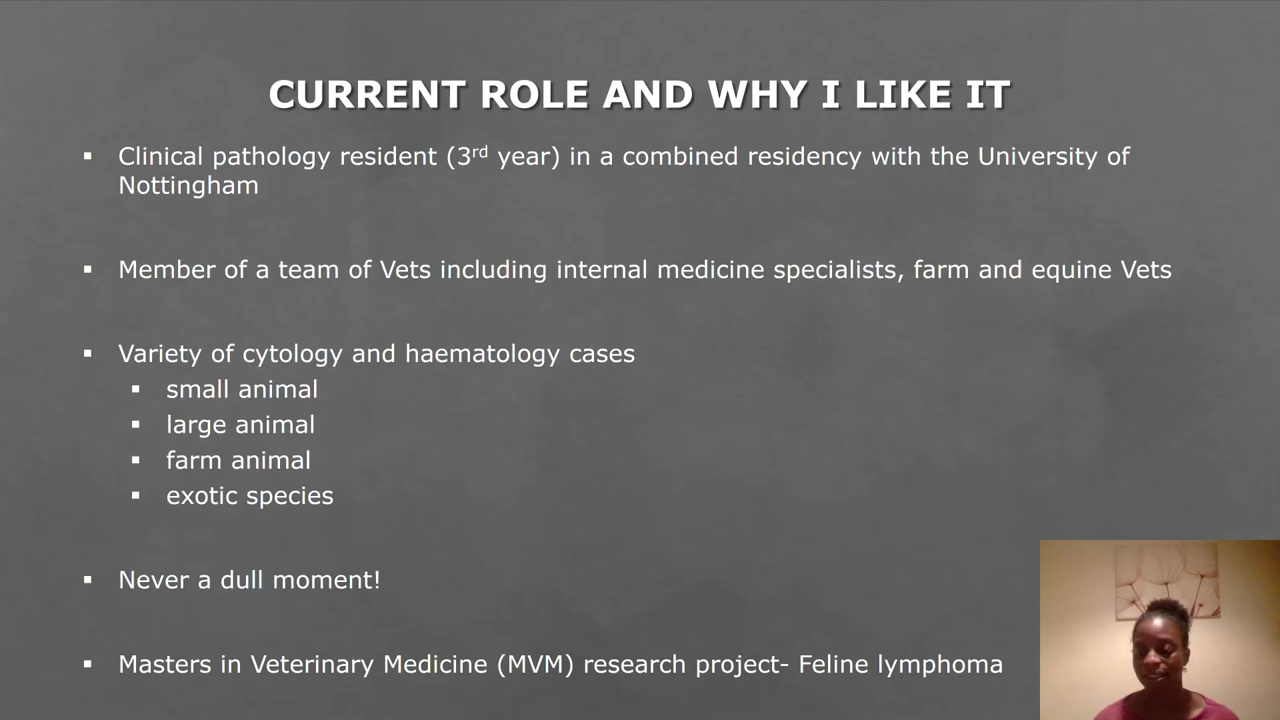 CURRENT ROLE AND WHY I LIKE IT
▪ Clinical pathology resident (3rd year) in a combined residency with the University of
Nottingham
▪ Member of a team of Vets including internal medicine specialists, farm and equine Vets
▪ Variety of cytology and haematology cases
▪ small animal
▪ large animal
▪ farm animal
▪ exotic species
▪ Never a dull moment!
▪ Masters in Veterinary Medicine (MVM) research project- Feline lymphoma